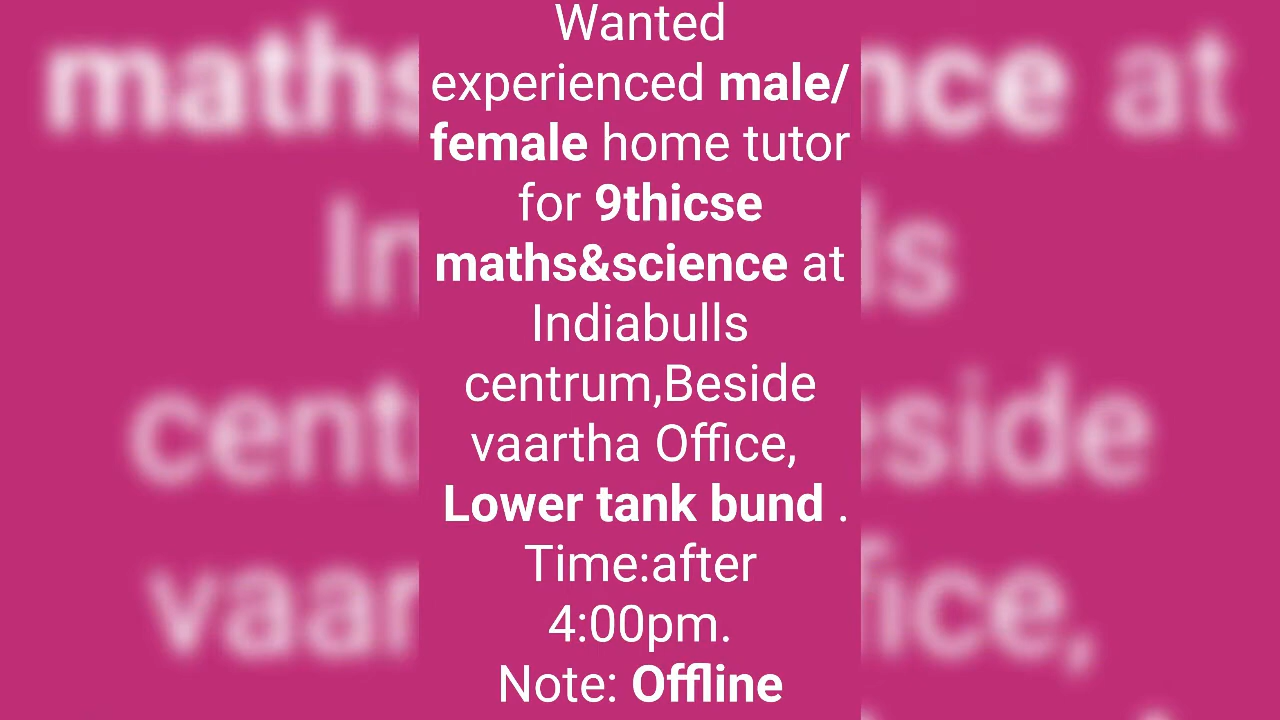 Wanted
experienced male/
female home tutor
for 9thicse
maths&science at
Indiabulls
centrum,Beside
vaartha Office,
Lower tank bund .
Time:after
4:00pm.
Note: Offline